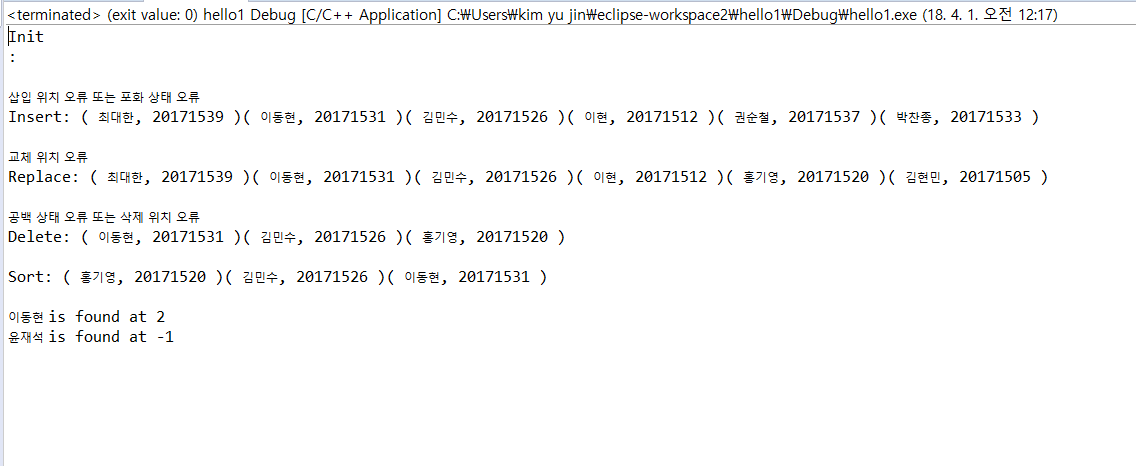 <terminated> (exit value: 0) hello1 Debug [C/C++ Application] C:₩Users₩kim yu jin₩eclipse-workspace2₩hello1₩Debug₩hello1.exe (18. 4. 1. 오전 12:17)
Init
:
삽입 위치 오류 또는 포화 상태 오류
Insert: ( 최대한, 20171539 )( 이동현, 20171531 )( 김민수, 20171526 )( 이현, 20171512 )( 권순철, 20171537 )( 박찬종, 20171533 )
교체 위치 오류
Replace: ( 최대한, 20171539 )( 이동현, 20171531 )( 김민수, 20171526 )( 이현, 20171512 )( 홍기영, 20171520 )( 김현민, 20171505 )
공백 상태 오류 또는 삭제 위치 오류
Delete: ( 이동현, 20171531 )( 김민수, 20171526 )( 홍기영, 20171520 )
Sort: ( 홍기영, 20171520 )( 김민수, 20171526 )( 이동현, 20171531 )
이동현 is found at 2
윤재석 is found at -1